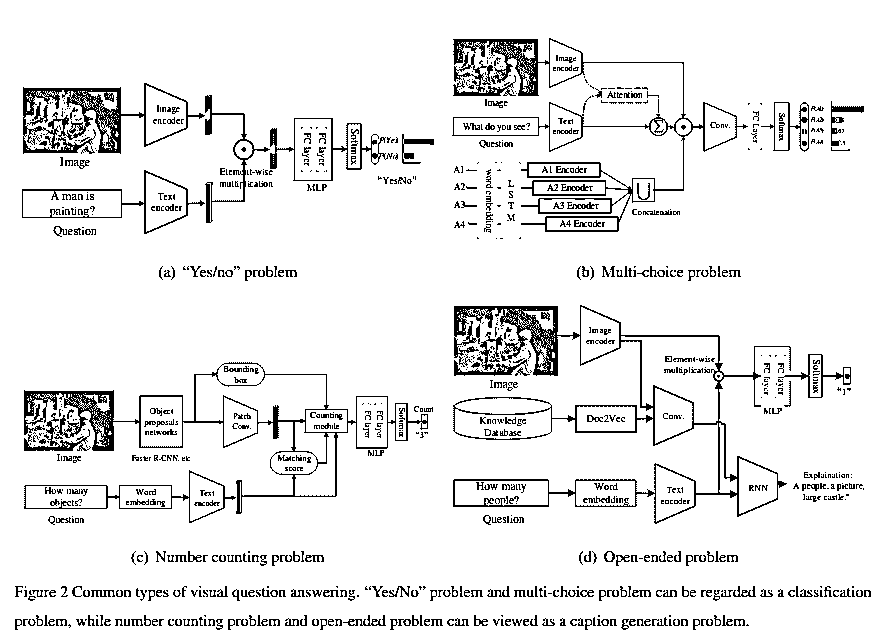 Image
Image encoder
A man is painting?
Question
Text encoder
Element-wise multiplication
FC layer
FC layer
MLP
Softmax
P(Yes)
P(No)
"Yes/No"
(a) "Yes/no" problem
Image
Image encoder
Attention
What do you see?
Question
Text encoder
Conv.
FC Layer
Softmax
A1
A2
A3
A4
word embedding
LSTM
A1 Encoder
A2 Encoder
A3 Encoder
A4 Encoder
Concatenation
(b) Multi-choice problem
Image
Object proposals networks
Faster R-CNN, etc
Bounding box
Patch Conv.
Counting module
Matching score
FC layer
FC layer
MLP
Softmax
Count
"3"
How many objects?
Question
Word embedding
Text encoder
(c) Number counting problem
Image
Image encoder
Element-wise multiplication
Knowledge Database
Doc2Vec
Conv.
FC layer
FC layer
MLP
Softmax
"1"
How many people?
Question
Word embedding
Text encoder
RNN
Explaination:
A people, a picture,
large castle."
(d) Open-ended problem
Figure 2 Common types of visual question answering. "Yes/No" problem and multi-choice problem can be regarded as a classification
problem, while number counting problem and open-ended problem can be viewed as a caption generation problem.